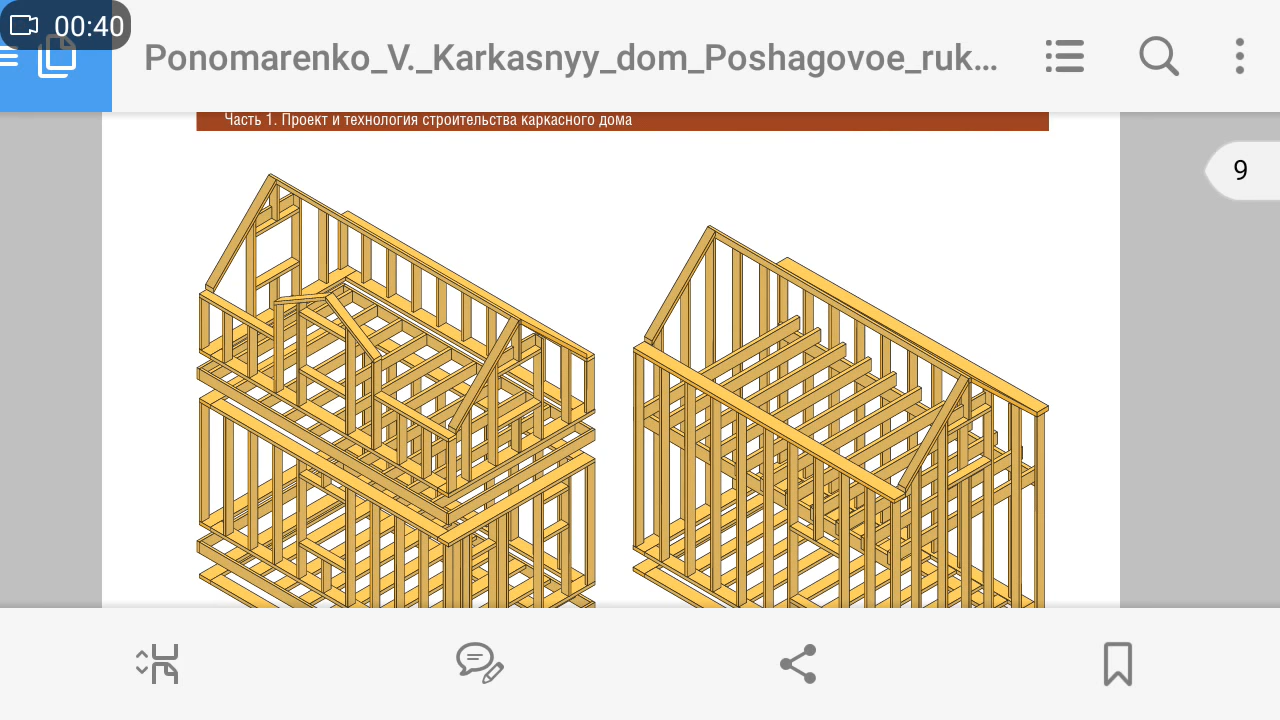 00:40
Ponomarenko_V._Karkasnyy_dom_Poshagovoe_ruk...
Часть 1. Проект и технология строительства каркасного дома
9